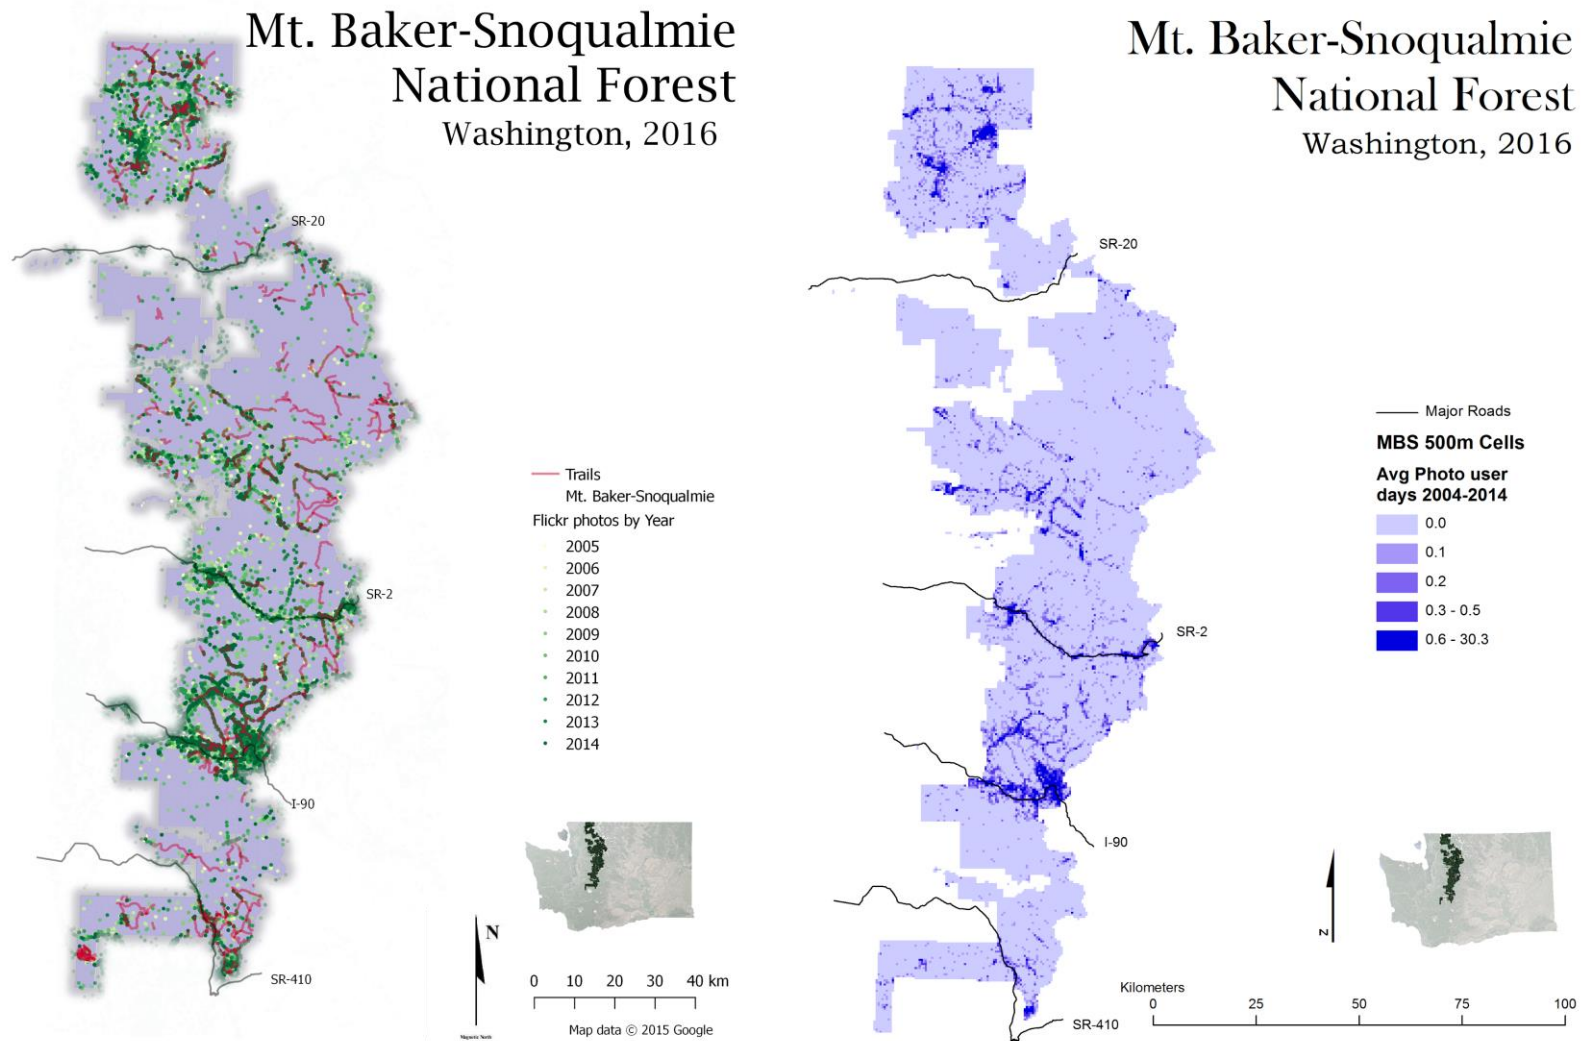 Mt. Baker-Snoqualmie
National Forest
Washington, 2016
SR-20
Trails
Mt. Baker-Snoqualmie
Flickr photos by Year
2005
2006
2007
2008
2009
2010
2011
2012
2013
2014
SR-2
I-90
SR-410
N
Magnetic North
0 10 20 30 40 km
Map data © 2015 Google
Mt. Baker-Snoqualmie
National Forest
Washington, 2016
SR-20
Major Roads
MBS 500m Cells
Avg Photo user
days 2004-2014
0.0
0.1
0.2
0.3 - 0.5
0.6 - 30.3
SR-2
I-90
N
SR-410
Kilometers
0 25 50 75 100